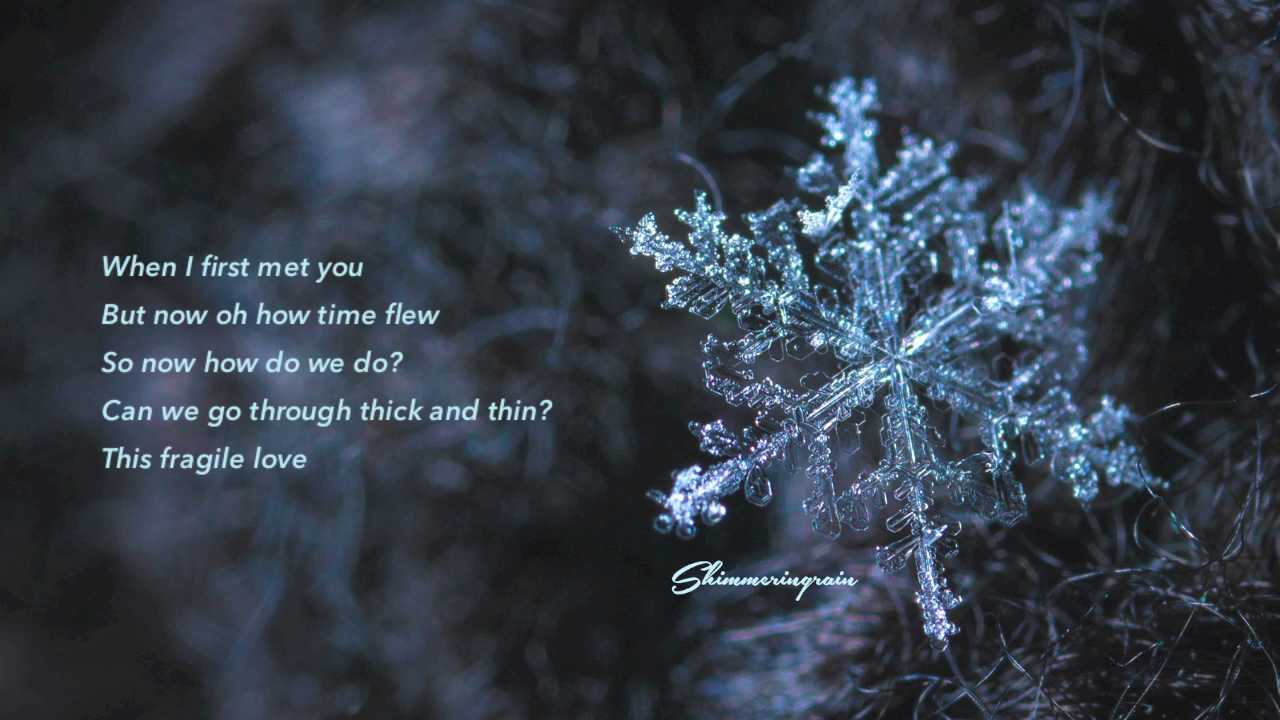 When I first met you
But now oh how time flew
So now how do we do?
Can we go through thick and thin?
This fragile love
Shimmeringrain